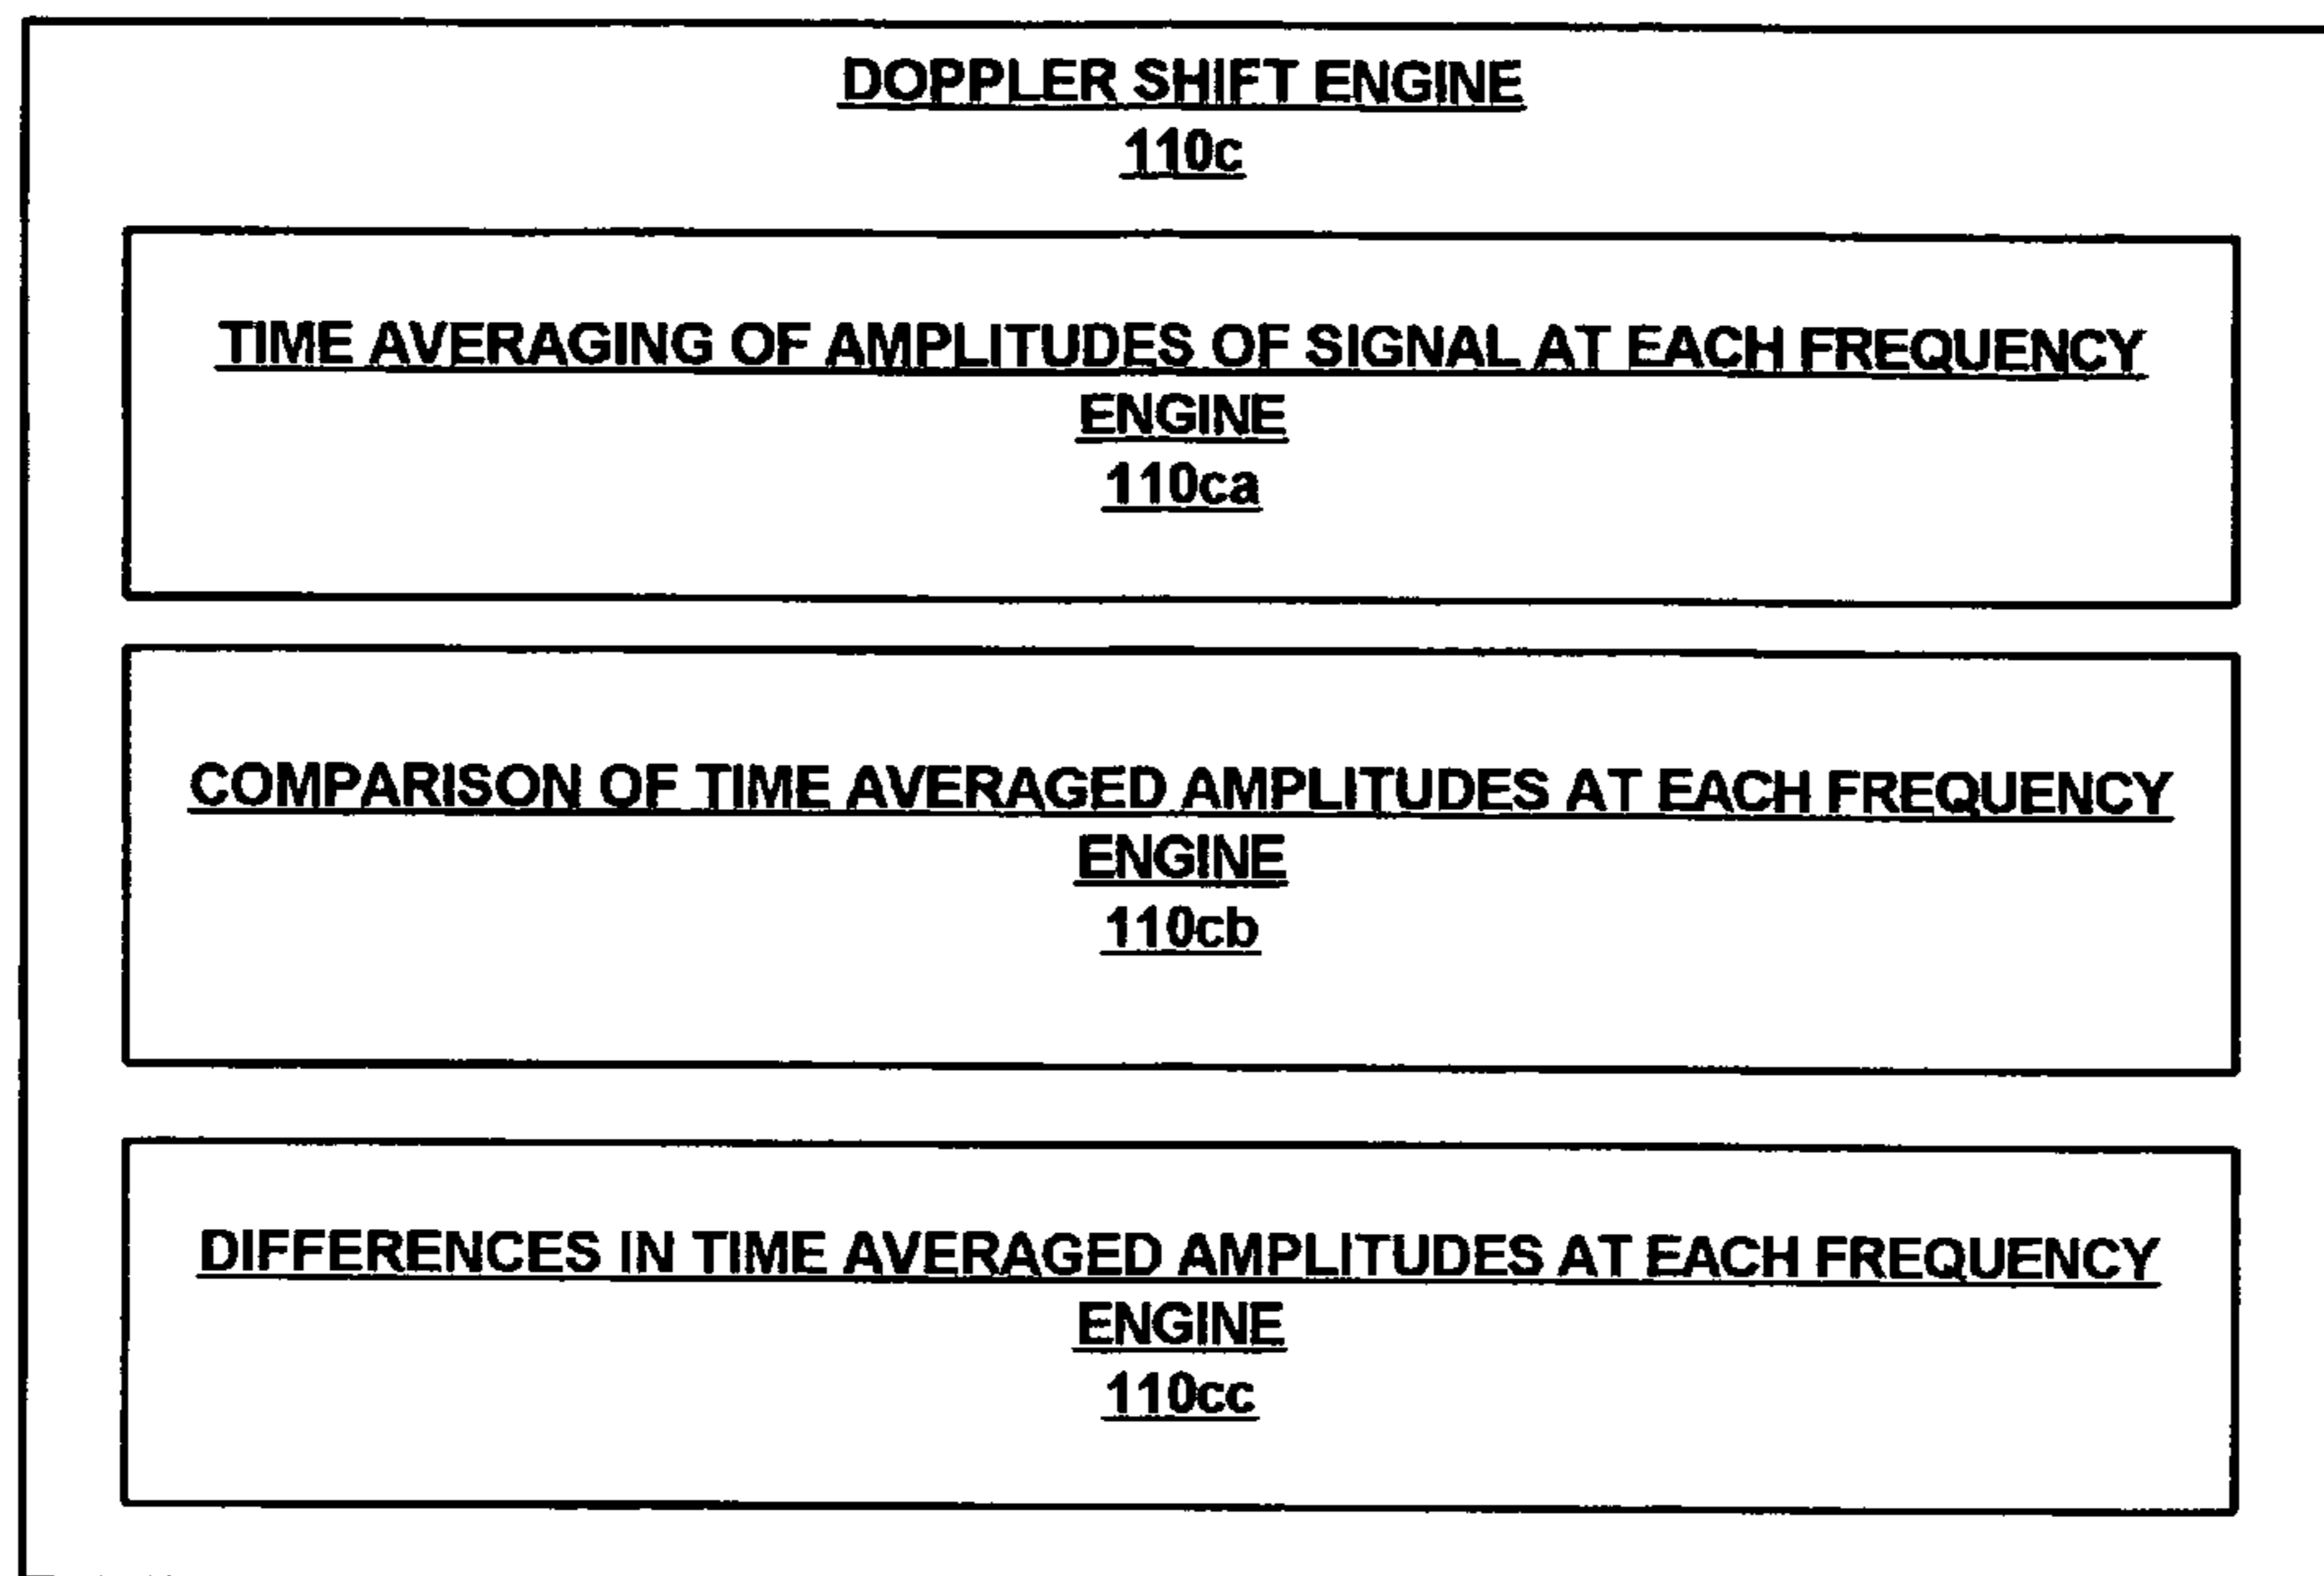 DOPPLER SHIFT ENGINE
110c
TIME AVERAGING OF AMPLITUDES OF SIGNAL AT EACH FREQUENCY
ENGINE
110ca
COMPARISON OF TIME AVERAGED AMPLITUDES AT EACH FREQUENCY
ENGINE
110cb
DIFFERENCES IN TIME AVERAGED AMPLITUDES AT EACH FREQUENCY
ENGINE
110cc